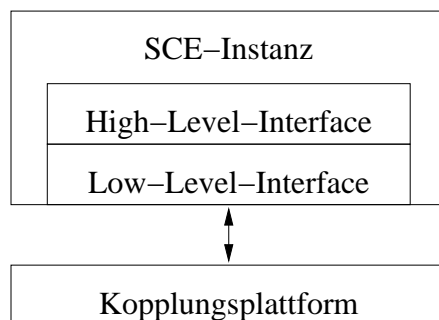 SCE–Instanz
High–Level–Interface
Low–Level–Interface
Kopplungsplattform